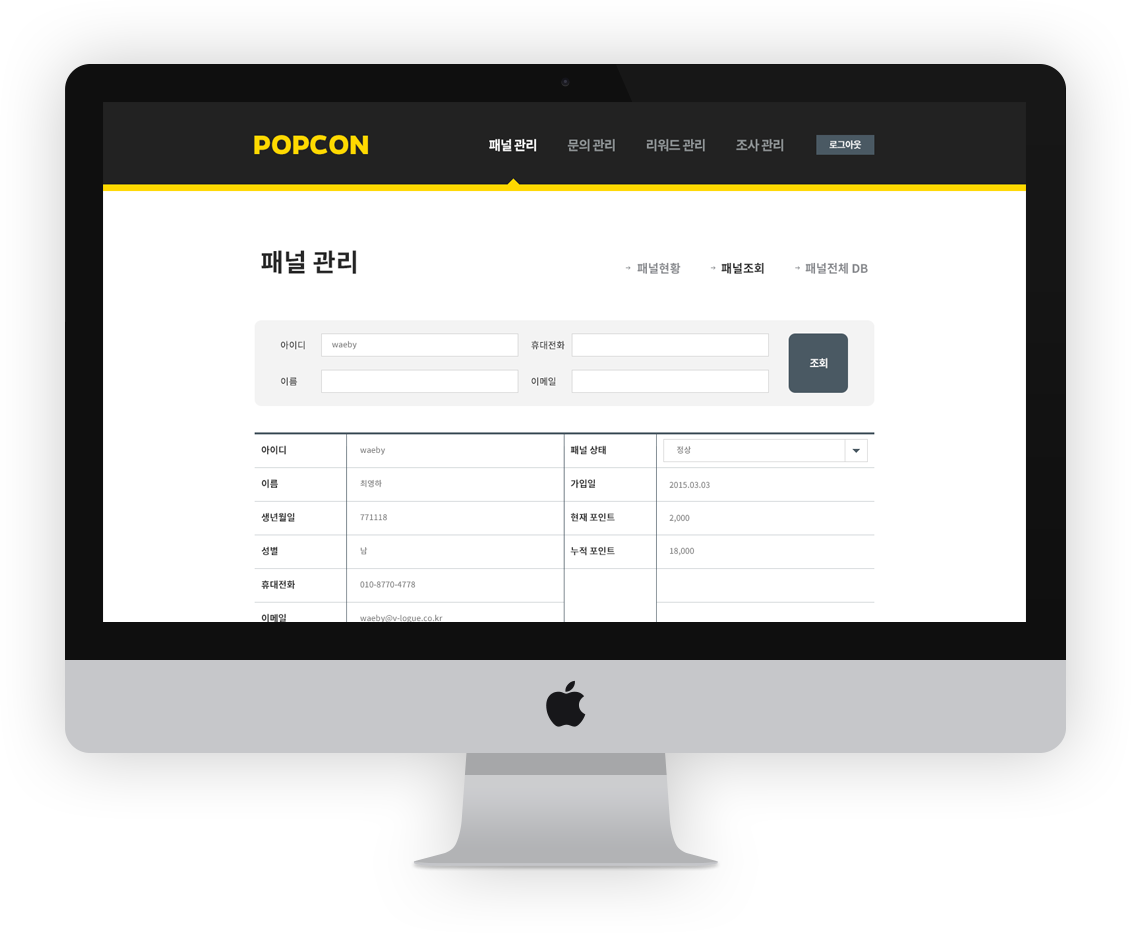 POPCON 패널 관리 문의 관리 리워드 관리 조사 관리 로그아웃
패널 관리 → 패널현황 → 패널조회 → 패널전체 DB
아이디 waeby 휴대전화
조회
이름 이메일
아이디 waeby 패널 상태 정상
이름 최영하 가입일 2015.03.03
생년월일 771118 현재 포인트 2,000
성별 남 누적 포인트 18,000
휴대전화 010-8770-4778
이메일 waeby@v-logue.co.kr